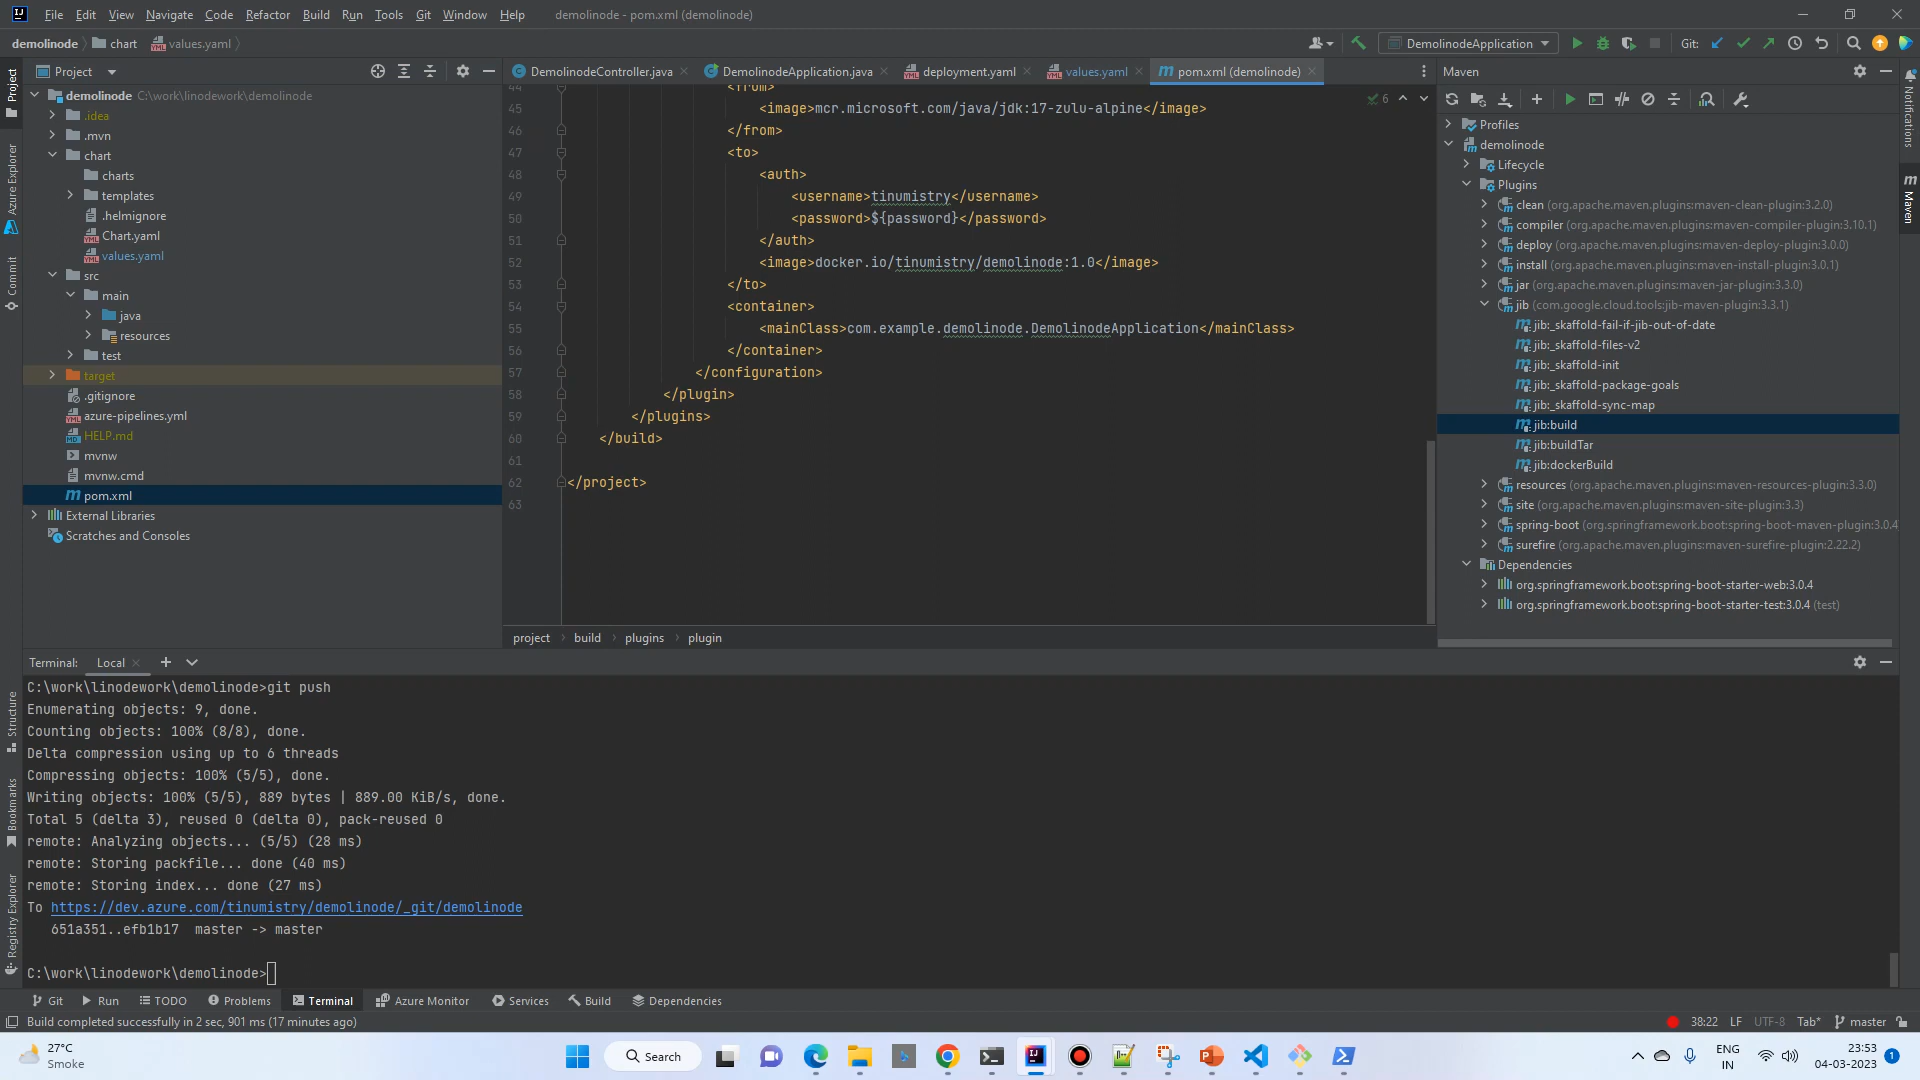 File Edit View Navigate Code Refactor Build Run Tools Git Window Help demolinode - pom.xml (demolinode)
demolinode chart values.yaml DemolinodeApplication Git:
Project
DemolinodeController.java DemolinodeApplication.java deployment.yaml values.yaml pom.xml (demolinode)
Maven
demolinode C:\work\linodework\demolinode
.idea
.mvn
chart
charts
templates
.helmignore
Chart.yaml
values.yaml
src
main
java
resources
test
target
.gitignore
azure-pipelines.yml
HELP.md
mvnw
mvnw.cmd
pom.xml
External Libraries
Scratches and Consoles
6
44 <from>
45 <image>mcr.microsoft.com/java/jdk:17-zulu-alpine</image>
46 </from>
47 <to>
48 <auth>
49 <username>tinumistry</username>
50 <password>${password}</password>
51 </auth>
52 <image>docker.io/tinumistry/demolinode:1.0</image>
53 </to>
54 <container>
55 <mainClass>com.example.demolinode.DemolinodeApplication</mainClass>
56 </container>
57 </configuration>
58 </plugin>
59 </plugins>
60 </build>
61
62 </project>
63
project build plugins plugin
Profiles
demolinode
Lifecycle
Plugins
clean (org.apache.maven.plugins:maven-clean-plugin:3.2.0)
compiler (org.apache.maven.plugins:maven-compiler-plugin:3.10.1)
deploy (org.apache.maven.plugins:maven-deploy-plugin:3.0.0)
install (org.apache.maven.plugins:maven-install-plugin:3.0.1)
jar (org.apache.maven.plugins:maven-jar-plugin:3.3.0)
jib (com.google.cloud.tools:jib-maven-plugin:3.3.1)
jib:_skaffold-fail-if-jib-out-of-date
jib:_skaffold-files-v2
jib:_skaffold-init
jib:_skaffold-package-goals
jib:_skaffold-sync-map
jib:build
jib:buildTar
jib:dockerBuild
resources (org.apache.maven.plugins:maven-resources-plugin:3.3.0)
site (org.apache.maven.plugins:maven-site-plugin:3.3)
spring-boot (org.springframework.boot:spring-boot-maven-plugin:3.0.4
surefire (org.apache.maven.plugins:maven-surefire-plugin:2.22.2)
Dependencies
org.springframework.boot:spring-boot-starter-web:3.0.4
org.springframework.boot:spring-boot-starter-test:3.0.4 (test)
Project
Azure Explorer
Commit
Structure
Bookmarks
Registry Explorer
Notifications
Maven
Terminal: Local
C:\work\linodework\demolinode>git push
Enumerating objects: 9, done.
Counting objects: 100% (8/8), done.
Delta compression using up to 6 threads
Compressing objects: 100% (5/5), done.
Writing objects: 100% (5/5), 889 bytes | 889.00 KiB/s, done.
Total 5 (delta 3), reused 0 (delta 0), pack-reused 0
remote: Analyzing objects... (5/5) (28 ms)
remote: Storing packfile... done (40 ms)
remote: Storing index... done (27 ms)
To https://dev.azure.com/tinumistry/demolinode/_git/demolinode
651a351..efb1b17 master -> master
C:\work\linodework\demolinode>
Git Run TODO Problems Terminal Azure Monitor Services Build Dependencies
Build completed successfully in 2 sec, 901 ms (17 minutes ago) 38:22 LF UTF-8 Tab* master
27°C
Smoke
Search
ENG
IN
23:53
04-03-2023
1